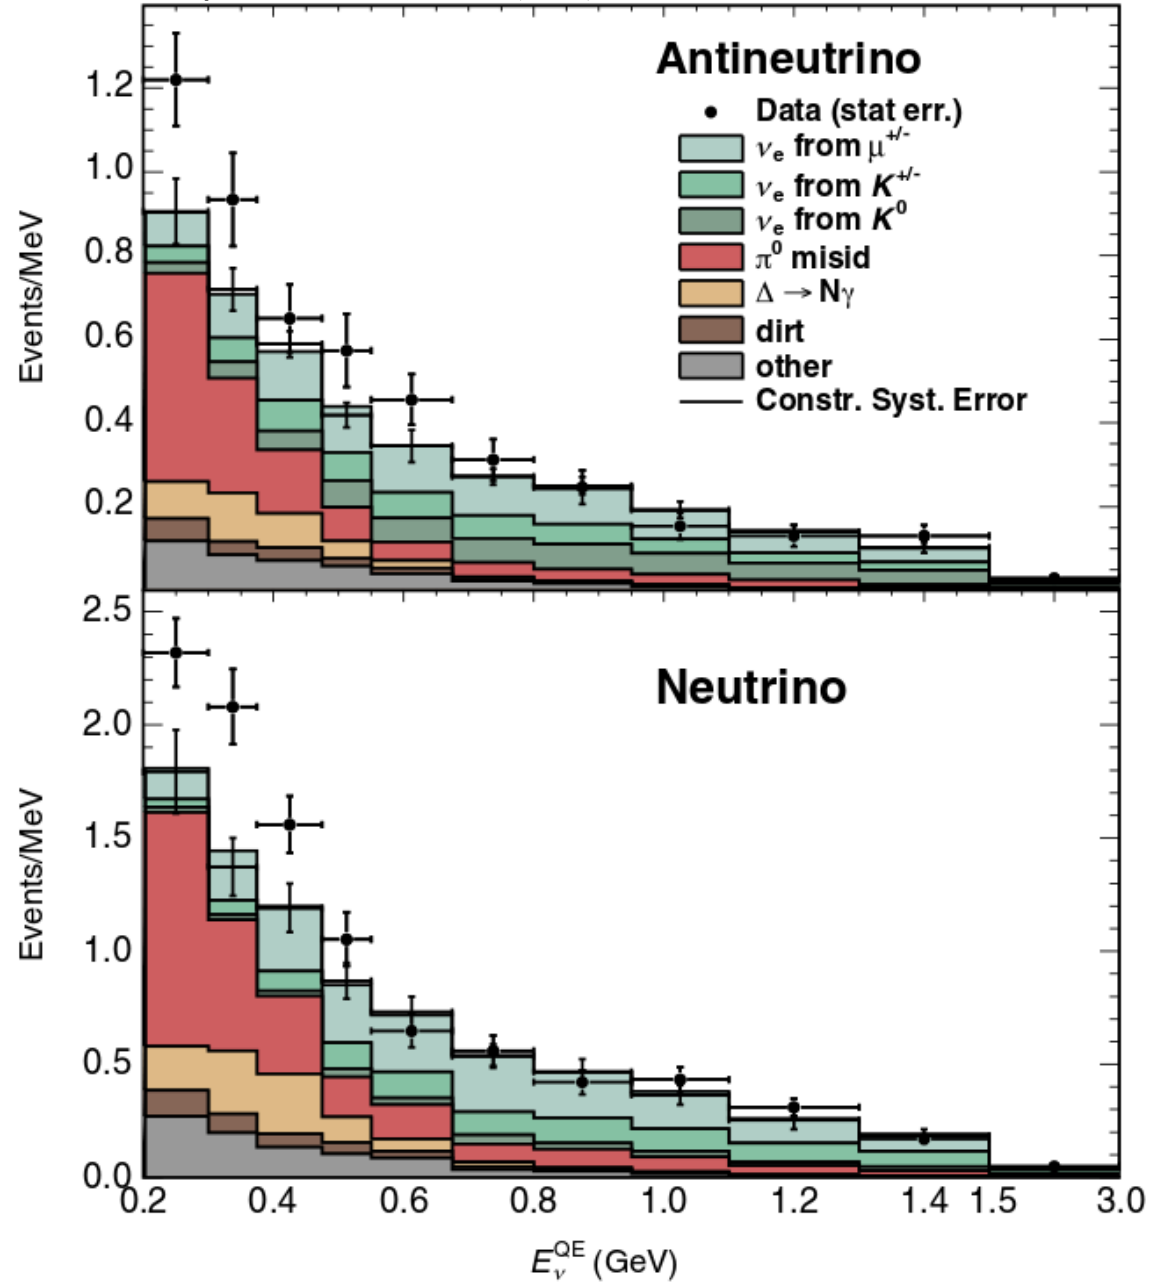 Antineutrino
Data (stat err.)
νe from μ+/-
νe from K+/-
νe from K0
π0 misid
Δ → Nγ
dirt
other
Constr. Syst. Error
Events/MeV
1.2
1.0
0.8
0.6
0.4
0.2
Neutrino
Events/MeV
2.5
2.0
1.5
1.0
0.5
0.0
0.2 0.4 0.6 0.8 1.0 1.2 1.4 1.5 3.0
EνQE (GeV)